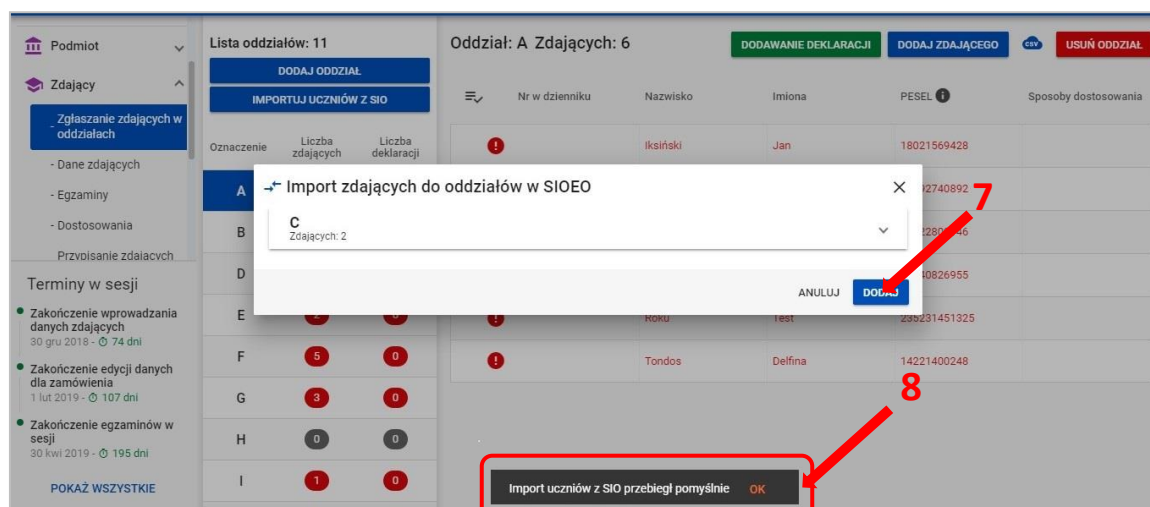 Podmiot
Zdający
- Zgłaszanie zdających w
oddziałach
- Dane zdających
- Egzaminy
- Dostosowania
Przypisanie zdających
Terminy w sesji
Zakończenie wprowadzania
danych zdających
30 gru 2018 - 74 dni
Zakończenie edycji danych
dla zamówienia
1 lut 2019 - 107 dni
Zakończenie egzaminów w
sesji
30 kwi 2019 - 195 dni
POKAŻ WSZYSTKIE
Lista oddziałów: 11
DODAJ ODDZIAŁ
IMPORTUJ UCZNIÓW Z SIO
Oznaczenie Liczba zdających Liczba deklaracji
A
B
D
E
F 5 0
G 3 0
H 0 0
I 1 0
Oddział: A Zdających: 6
DODAWANIE DEKLARACJI DODAJ ZDAJĄCEGO CSV USUŃ ODDZIAŁ
Nr w dzienniku Nazwisko Imiona PESEL Sposoby dostosowania
Iksiński Jan 18021569428
92740892
40826955
Roku Test 235231451325
Tondos Delfina 14221400248
Import zdających do oddziałów w SIOEO
C
Zdających: 2
ANULUJ DODAJ
7
8
Import uczniów z SIO przebiegł pomyślnie OK